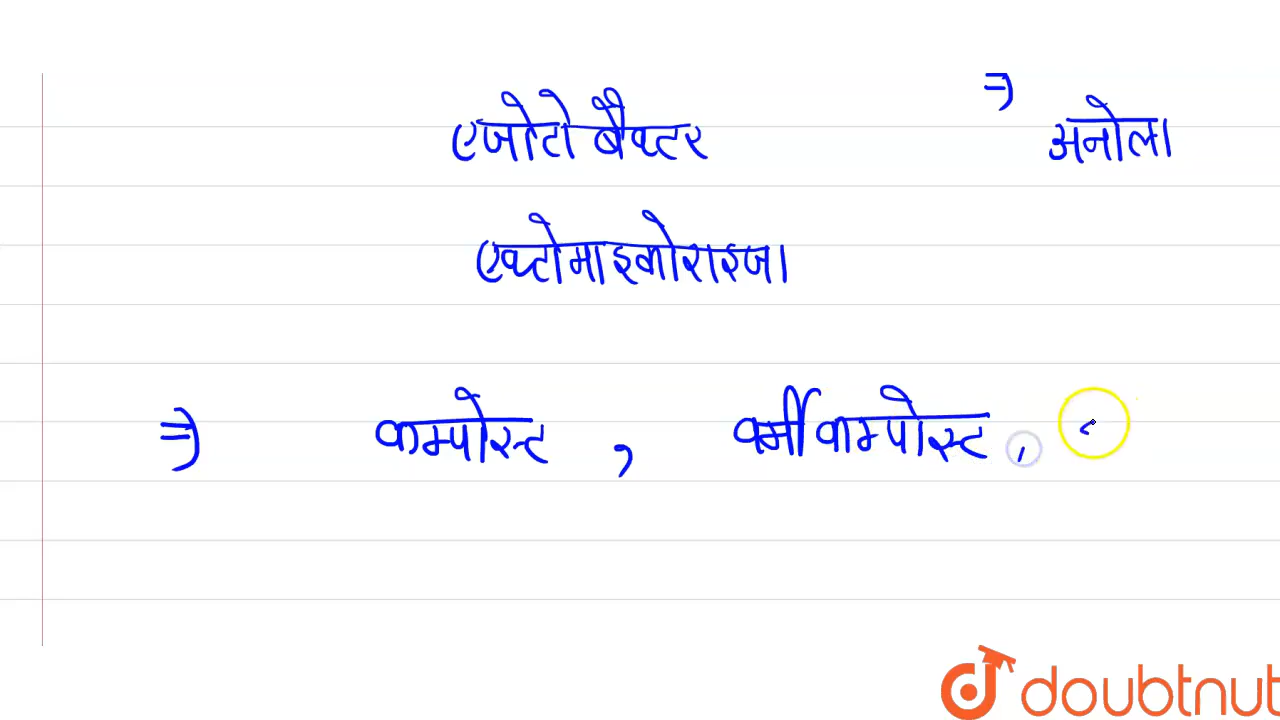 ⇒
एजोटो बैक्टर अनोला
एक्टोमाइकोराइजा
⇒ कम्पोस्ट , वर्मी कम्पोस्ट ,
doubtnut